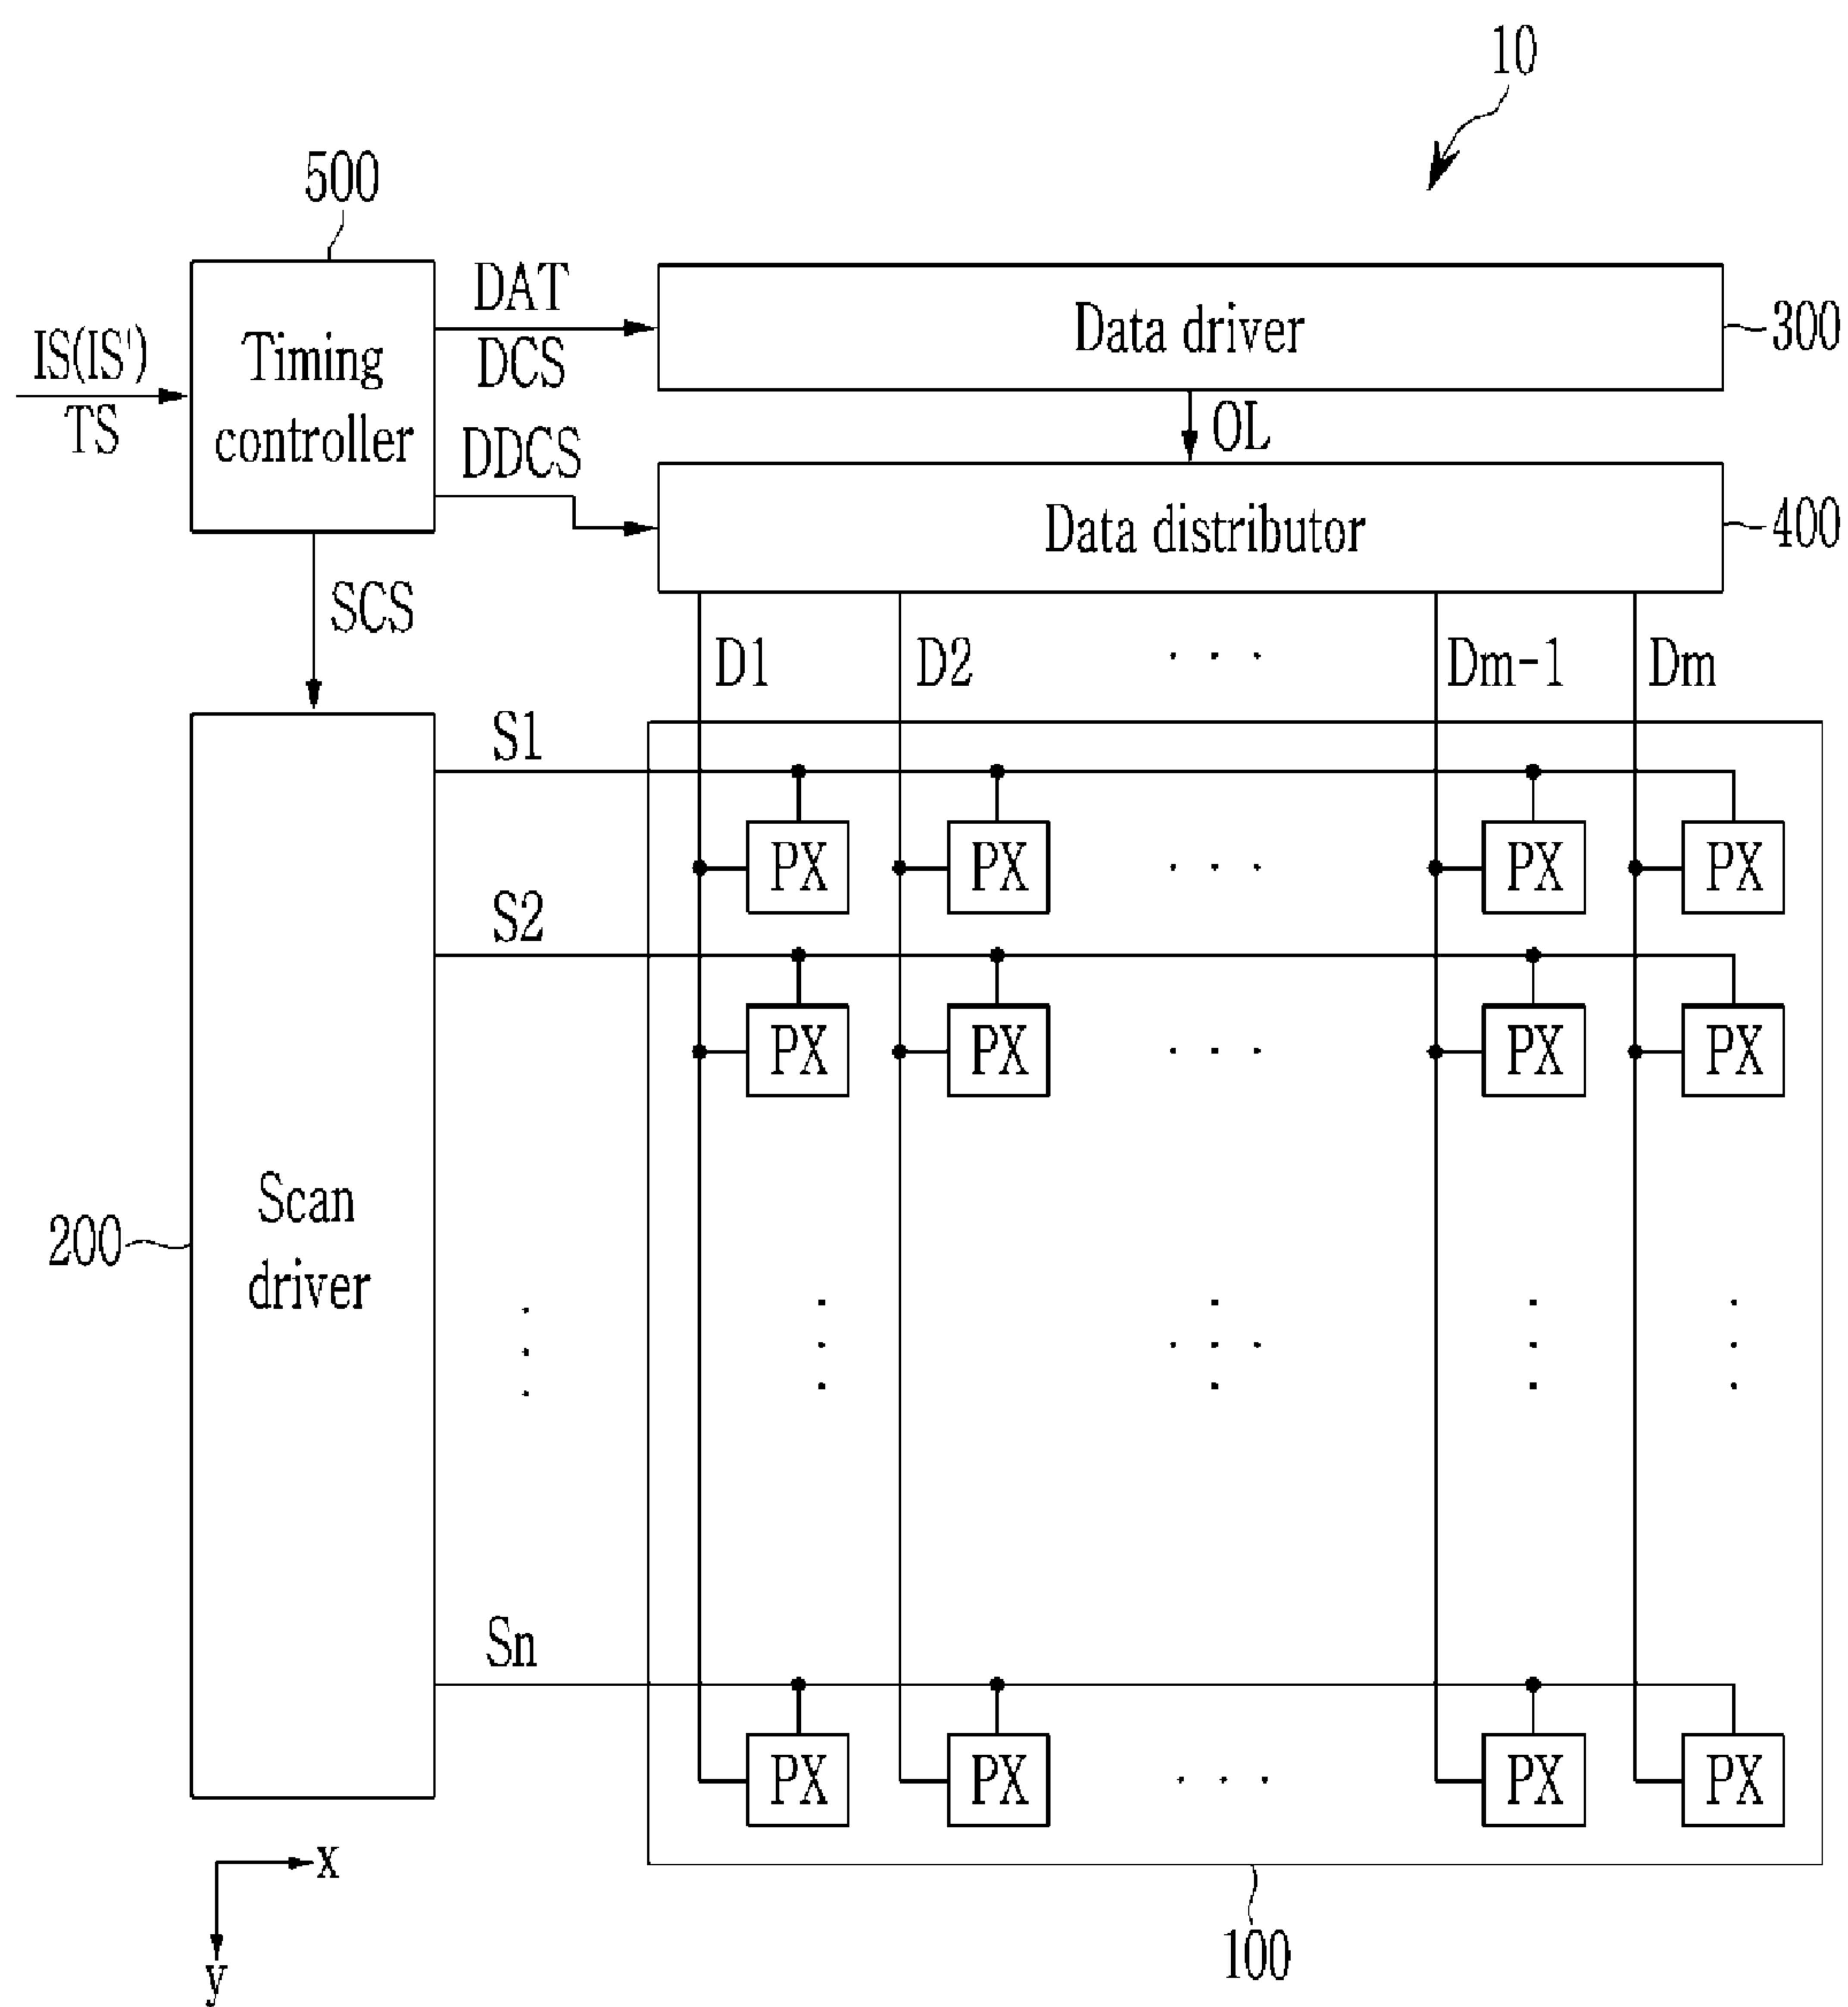 10
500
IS(IS')
TS
Timing
controller
DAT
DCS
DDCS
Data driver
300
OL
Data distributor
400
SCS
D1 D2 . . . Dm-1 Dm
S1
PX PX . . . PX PX
S2
PX PX . . . PX PX
Scan
driver
200
Sn
PX PX . . . PX PX
x
y
100